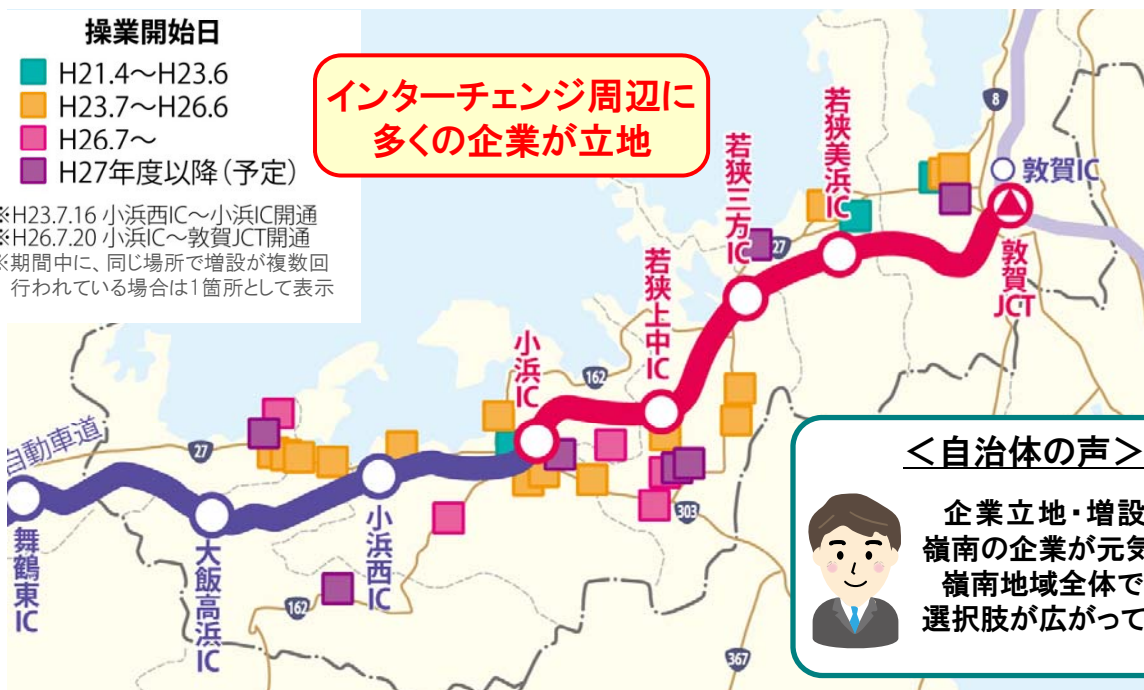 操業開始日
H21.4～H23.6
H23.7～H26.6
H26.7～
H27年度以降(予定)
※H23.7.16 小浜西IC～小浜IC開通
※H26.7.20 小浜IC～敦賀JCT開通
※期間中に、同じ場所で増設が複数回
行われている場合は1箇所として表示
インターチェンジ周辺に
多くの企業が立地
8
敦賀IC
敦賀JCT
若狭美浜IC
27
若狭三方IC
若狭上中IC
162
小浜IC
303
小浜西IC
27
自動車道
大飯高浜IC
舞鶴東IC
162
367
＜自治体の声＞
企業立地・増設
嶺南の企業が元気
嶺南地域全体で
選択肢が広がって